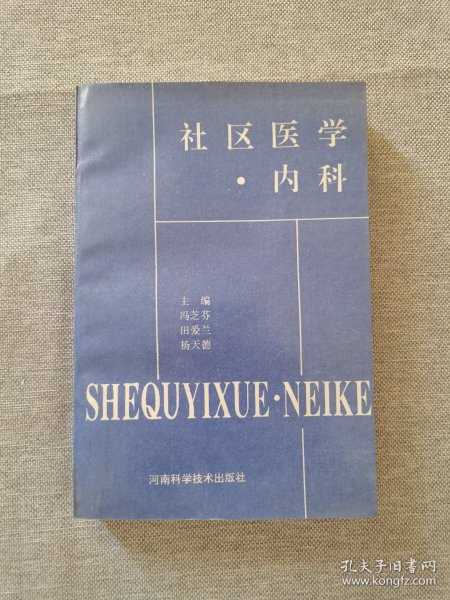 社区医学
·内科
主 编
冯芝芬
田爱兰
杨天德
SHEQUYIXUE·NEIKE
河南科学技术出版社
孔夫子旧书网
www.kongfz.com